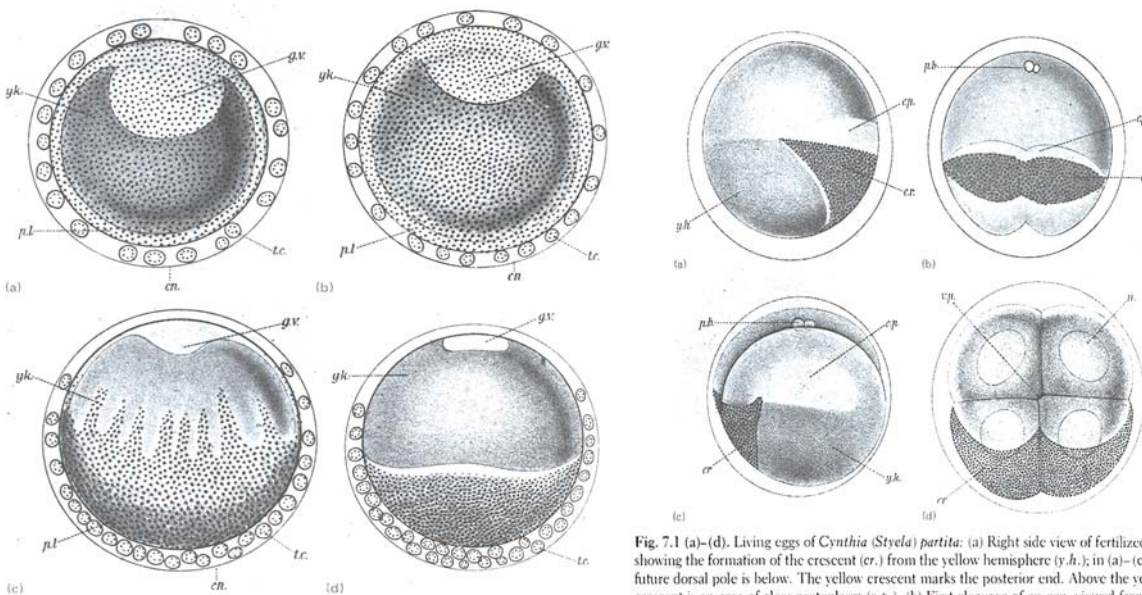 g.v.
yk.
p.l.
t.c.
cn.
(a)
g.v.
yk.
p.l
t.c.
cn
(b)
g.v.
yk.
p.l.
t.c.
cn.
(c)
g.v.
yk.
t.c.
(d)
c.p.
cr.
y.h
(a)
p.b.
(b)
p.b.
c.p
cr
y.h.
(c)
v.p.
n.
cr
(d)
Fig. 7.1 (a)–(d). Living eggs of Cynthia (Styela) partita: (a) Right side view of fertilized
showing the formation of the crescent (cr.) from the yellow hemisphere (y.h.); in (a)–(c
future dorsal pole is below. The yellow crescent marks the posterior end. Above the ye